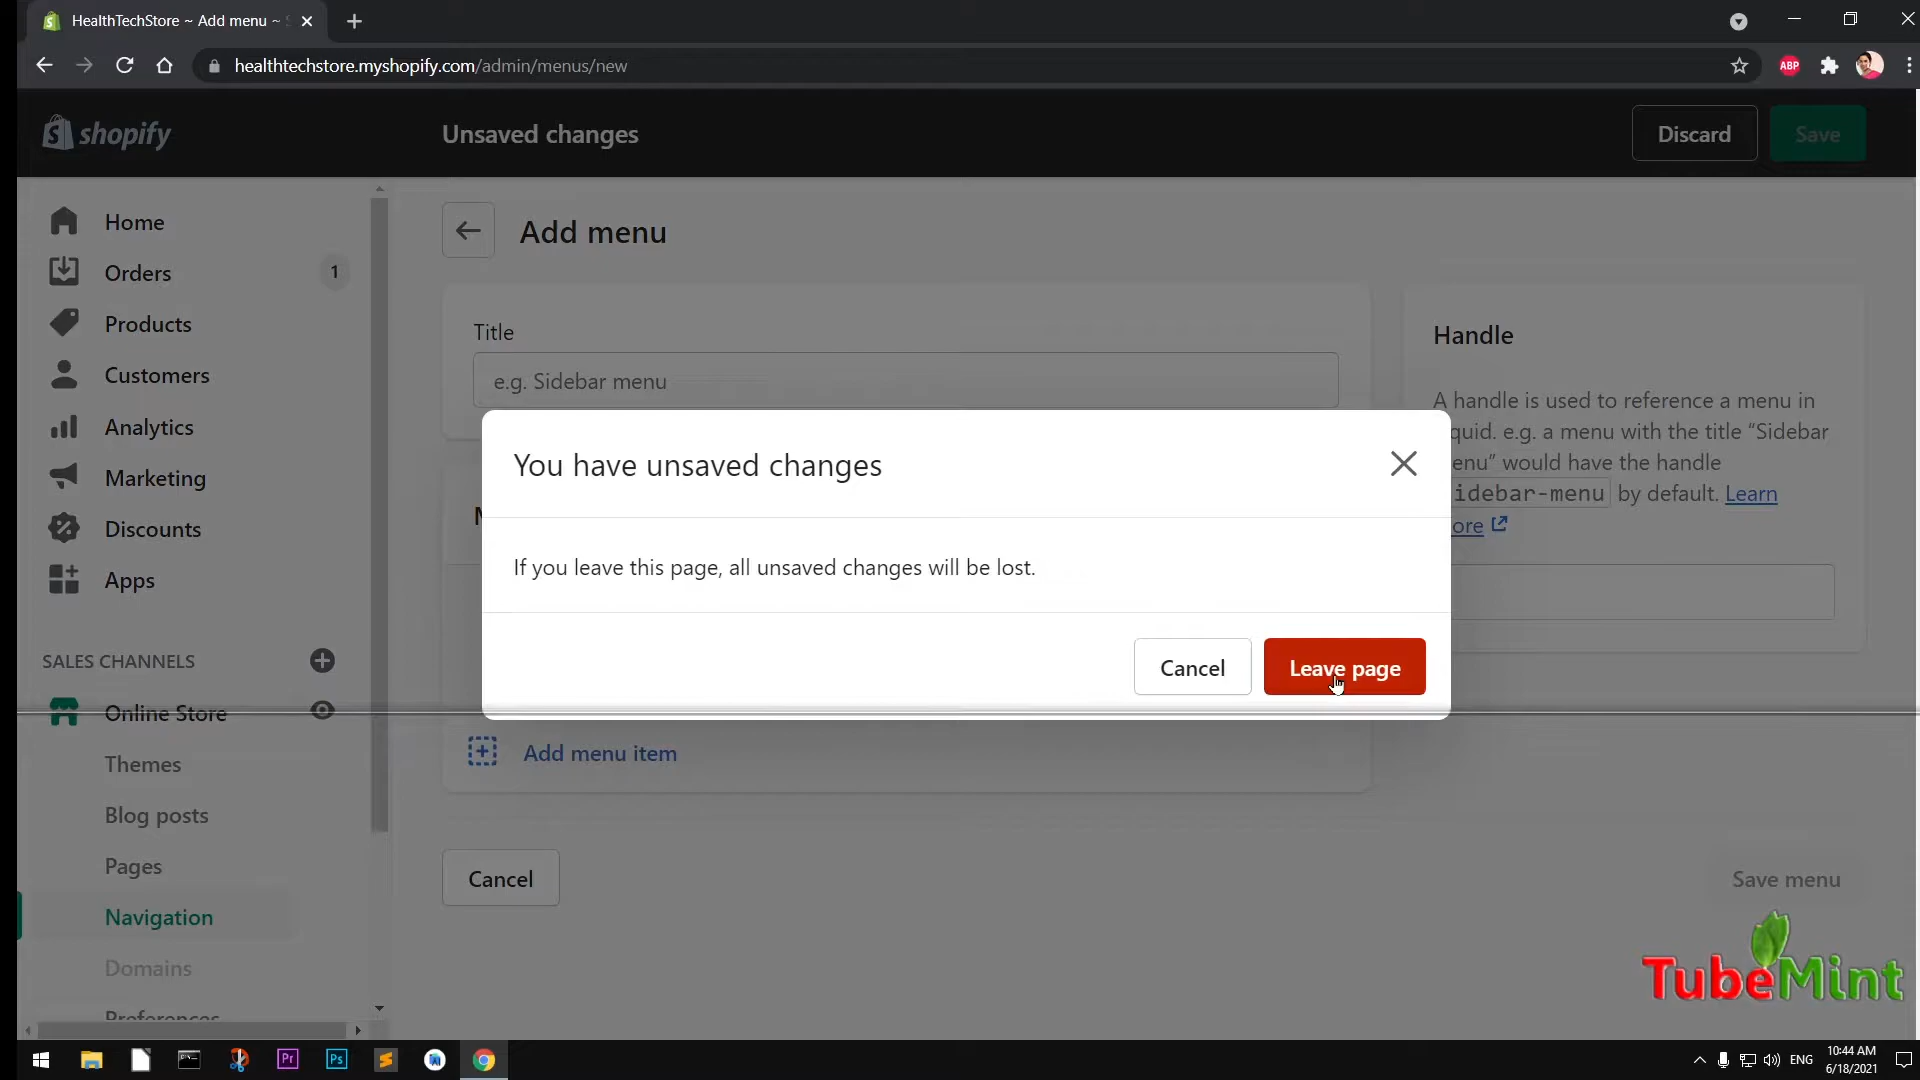 HealthTechStore ~ Add menu ~
healthtechstore.myshopify.com/admin/menus/new
ABP
shopify
Unsaved changes
Discard
Save
Home
Orders
1
Products
Customers
Analytics
Marketing
Discounts
Apps
SALES CHANNELS
Online Store
Themes
Blog posts
Pages
Navigation
Domains
Preferences
Add menu
Title
e.g. Sidebar menu
Handle
A handle is used to reference a menu in
quid. e.g. a menu with the title “Sidebar
enu” would have the handle
idebar-menu by default. Learn
ore
You have unsaved changes
If you leave this page, all unsaved changes will be lost.
Cancel
Leave page
Add menu item
Cancel
Save menu
TubeMint
Pr
Ps
ENG
10:44 AM
6/18/2021